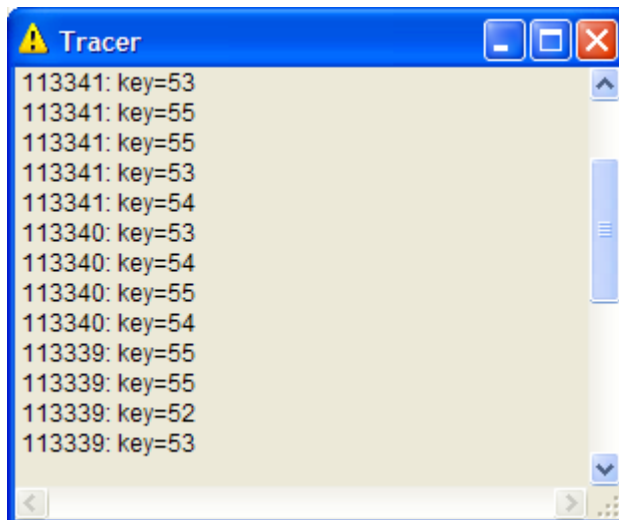 Tracer
113341: key=53
113341: key=55
113341: key=55
113341: key=53
113341: key=54
113340: key=53
113340: key=54
113340: key=55
113340: key=54
113339: key=55
113339: key=55
113339: key=52
113339: key=53